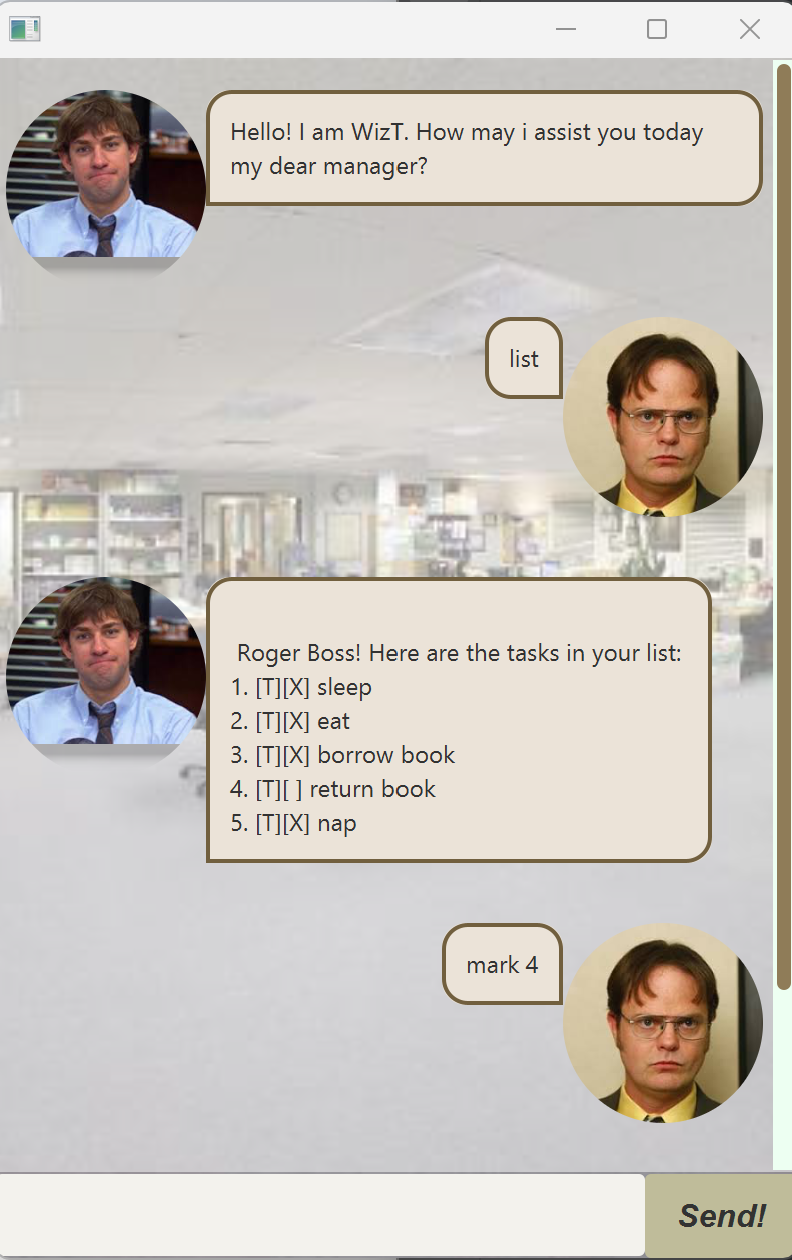 Hello! I am WizT. How may i assist you today
my dear manager?
list
Roger Boss! Here are the tasks in your list:
1. [T][X] sleep
2. [T][X] eat
3. [T][X] borrow book
4. [T][ ] return book
5. [T][X] nap
mark 4
Send!